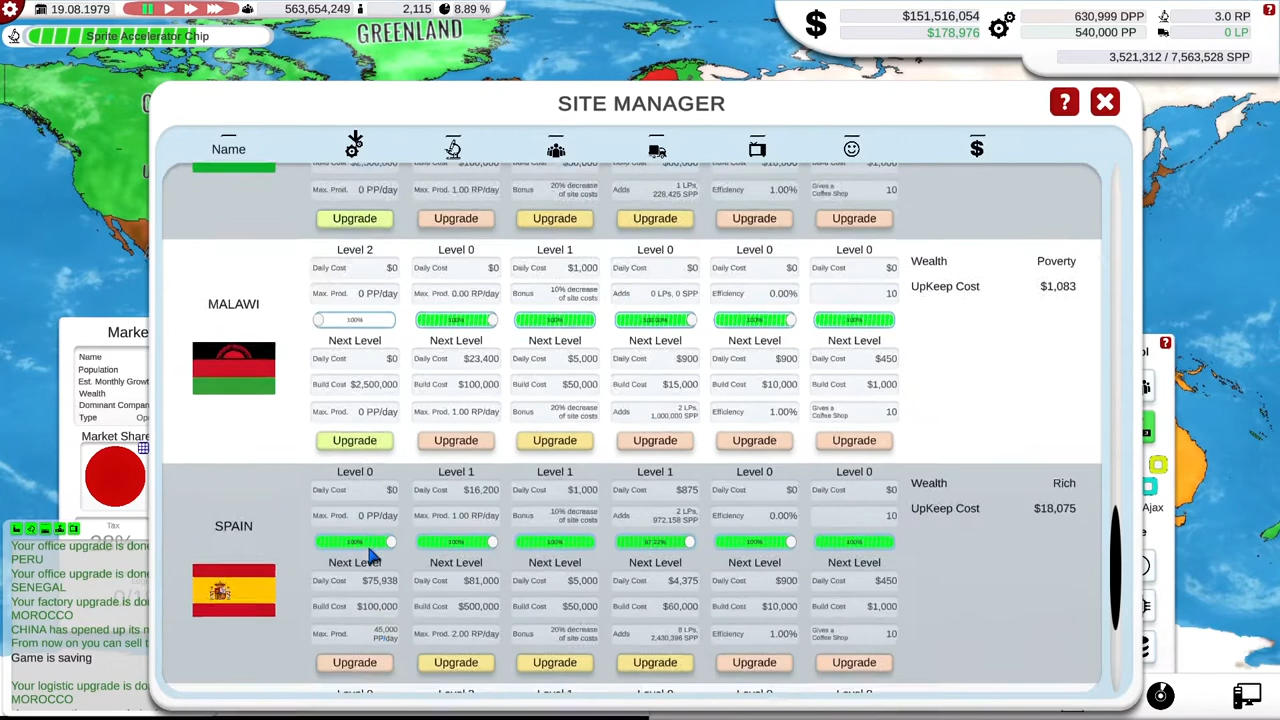 19.08.1979
563,654,249
2,115
8.89 %
$151,516,054
$178,976
630,999 DPP
540,000 PP
3.0 RP
0 LP
3,521,312 / 7,563,528 SPP
Sprite Accelerator Chip
GREENLAND
SITE MANAGER
?
Name
$
Max. Prod. 0 PP/day
Max. Prod. 1.00 RP/day
Bonus 20% decrease of site costs
Adds 1 LPs, 228,425 SPP
Efficiency 1.00%
Gives a Coffee Shop 10
Upgrade Upgrade Upgrade Upgrade Upgrade Upgrade
MALAWI
Level 2 Level 0 Level 1 Level 0 Level 0 Level 0
Daily Cost $0 Daily Cost $0 Daily Cost $1,000 Daily Cost $0 Daily Cost $0 Daily Cost $0
Max. Prod. 0 PP/day Max. Prod. 0.00 RP/day Bonus 10% decrease of site costs Adds 0 LPs, 0 SPP Efficiency 0.00% 10
100% 100% 100% 100.00% 100% 100%
Next Level Next Level Next Level Next Level Next Level Next Level
Daily Cost $0 Daily Cost $23,400 Daily Cost $5,000 Daily Cost $900 Daily Cost $900 Daily Cost $450
Build Cost $2,500,000 Build Cost $100,000 Build Cost $50,000 Build Cost $15,000 Build Cost $10,000 Build Cost $1,000
Max. Prod. 0 PP/day Max. Prod. 1.00 RP/day Bonus 20% decrease of site costs Adds 2 LPs, 1,000,000 SPP Efficiency 1.00% Gives a Coffee Shop 10
Upgrade Upgrade Upgrade Upgrade Upgrade Upgrade
Wealth Poverty
UpKeep Cost $1,083
SPAIN
Level 0 Level 1 Level 1 Level 1 Level 0 Level 0
Daily Cost $0 Daily Cost $16,200 Daily Cost $1,000 Daily Cost $875 Daily Cost $0 Daily Cost $0
Max. Prod. 0 PP/day Max. Prod. 1.00 RP/day Bonus 10% decrease of site costs Adds 2 LPs, 972,158 SPP Efficiency 0.00% 10
100% 100% 100% 97.22% 100% 100%
Next Level Next Level Next Level Next Level Next Level Next Level
Daily Cost $75,938 Daily Cost $81,000 Daily Cost $5,000 Daily Cost $4,375 Daily Cost $900 Daily Cost $450
Build Cost $100,000 Build Cost $500,000 Build Cost $50,000 Build Cost $60,000 Build Cost $10,000 Build Cost $1,000
Max. Prod. 45,000 PP/day Max. Prod. 2.00 RP/day Bonus 20% decrease of site costs Adds 8 LPs, 2,430,396 SPP Efficiency 1.00% Gives a Coffee Shop 10
Upgrade Upgrade Upgrade Upgrade Upgrade Upgrade
Wealth Rich
UpKeep Cost $18,075
Marke
Name
Population
Est. Monthly Growt
Wealth
Dominant Compan
Type
Market Share
Tax
Your office upgrade is don
PERU
Your office upgrade is don
SENEGAL
Your factory upgrade is do
MOROCCO
CHINA has opened up its m
From now on you can sell t
Game is saving
Your logistic upgrade is do
MOROCCO
Ajax